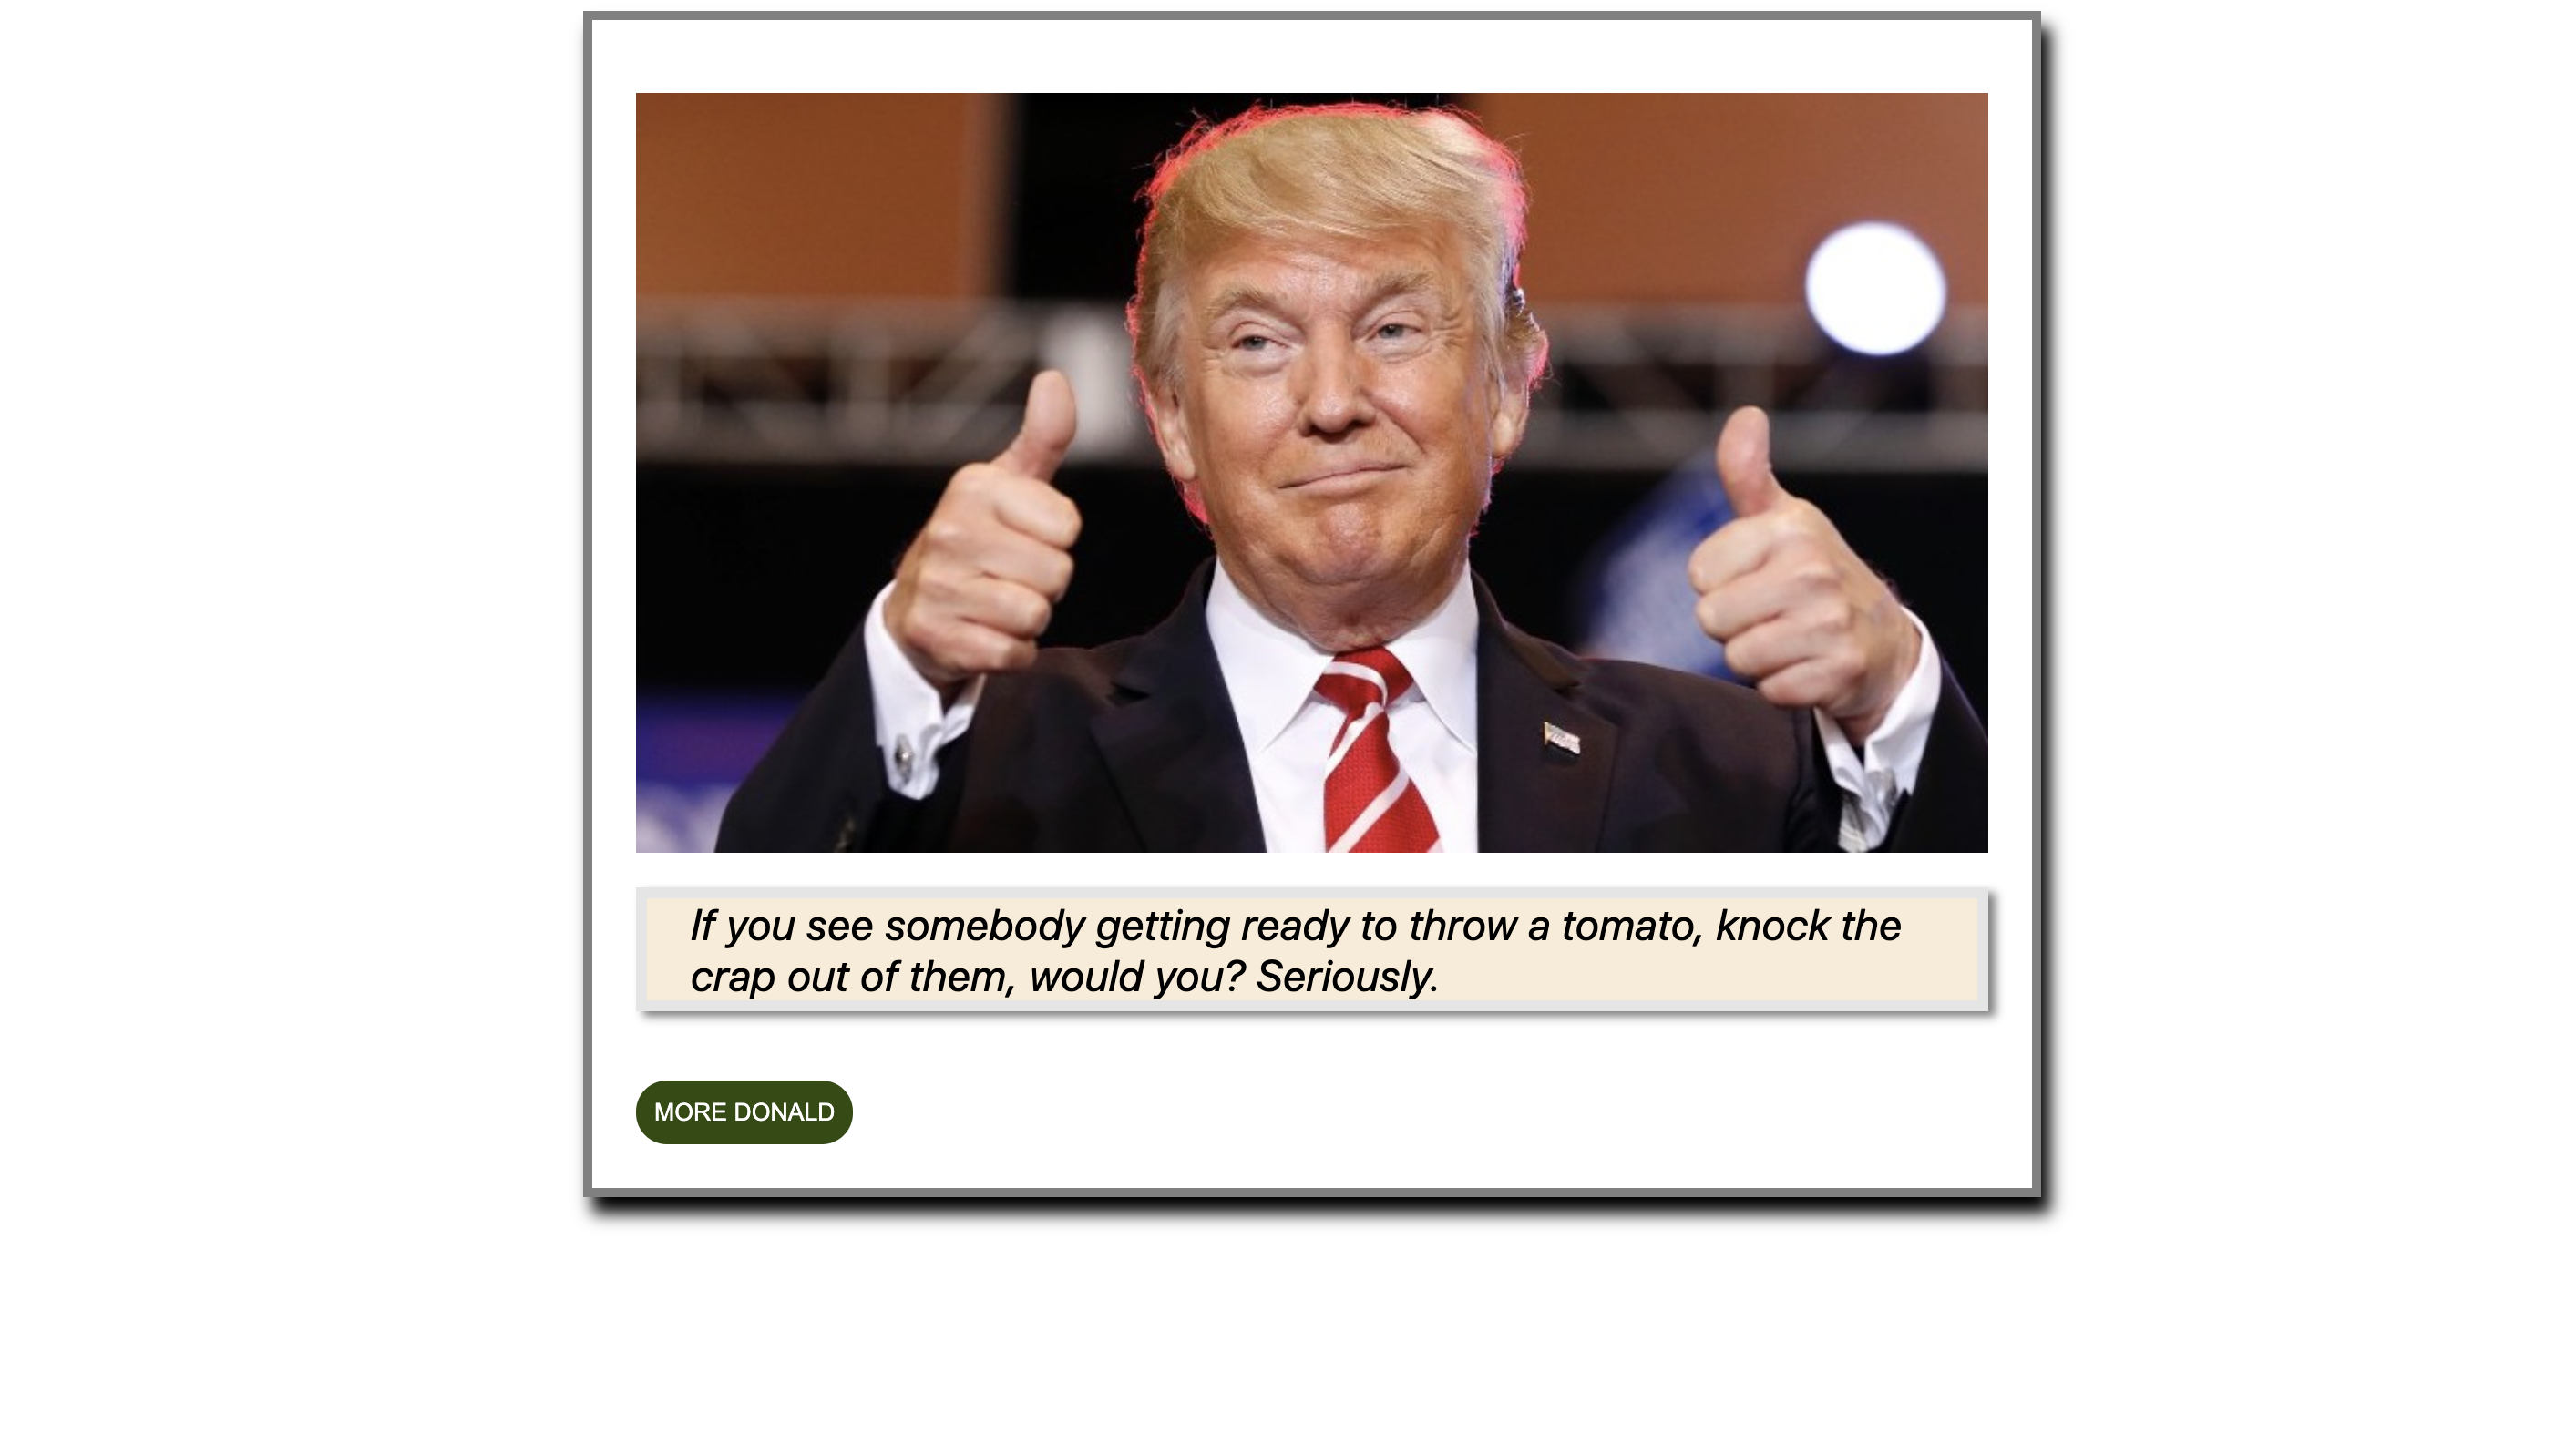 If you see somebody getting ready to throw a tomato, knock the
crap out of them, would you? Seriously.
MORE DONALD